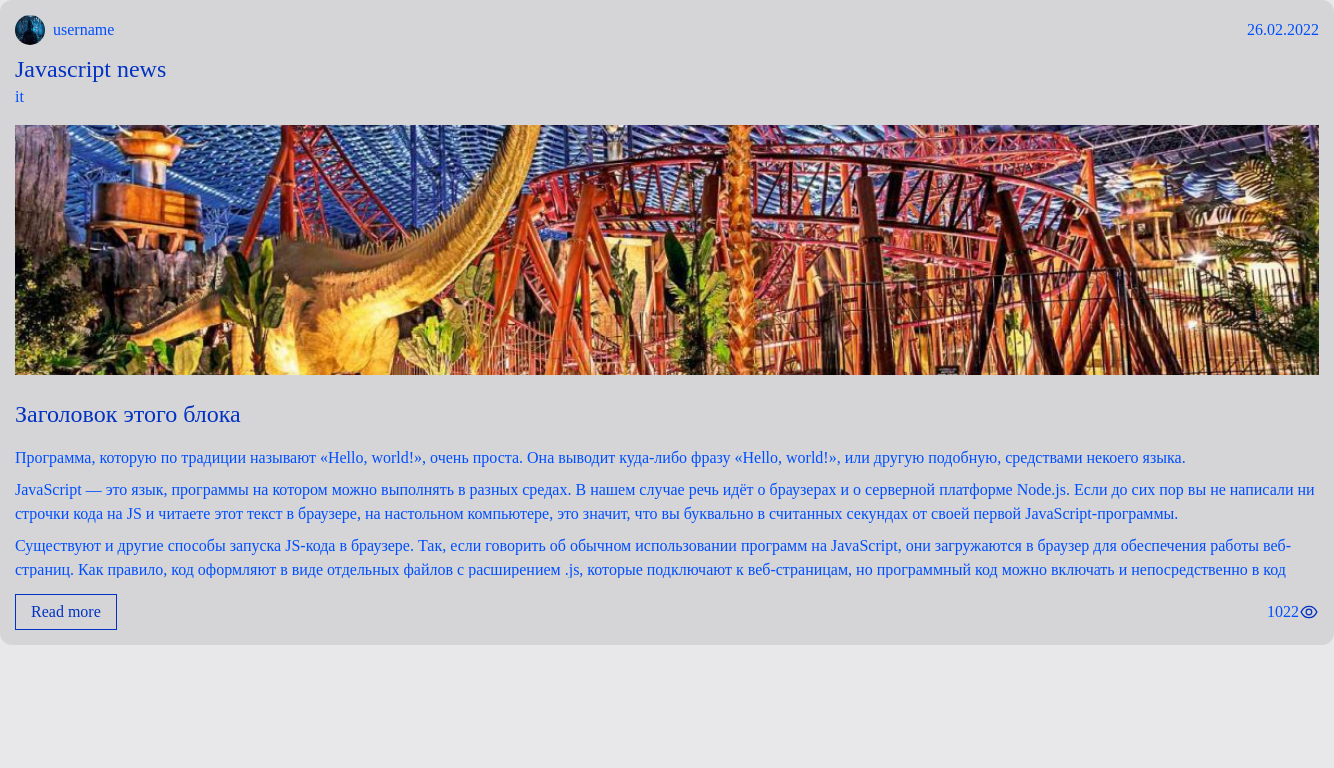 username
26.02.2022
Javascript news
it
Заголовок этого блока
Программа, которую по традиции называют «Hello, world!», очень проста. Она выводит куда-либо фразу «Hello, world!», или другую подобную, средствами некоего языка.
JavaScript — это язык, программы на котором можно выполнять в разных средах. В нашем случае речь идёт о браузерах и о серверной платформе Node.js. Если до сих пор вы не написали ни
строчки кода на JS и читаете этот текст в браузере, на настольном компьютере, это значит, что вы буквально в считанных секундах от своей первой JavaScript-программы.
Существуют и другие способы запуска JS-кода в браузере. Так, если говорить об обычном использовании программ на JavaScript, они загружаются в браузер для обеспечения работы веб-
страниц. Как правило, код оформляют в виде отдельных файлов с расширением .js, которые подключают к веб-страницам, но программный код можно включать и непосредственно в код
Read more
1022